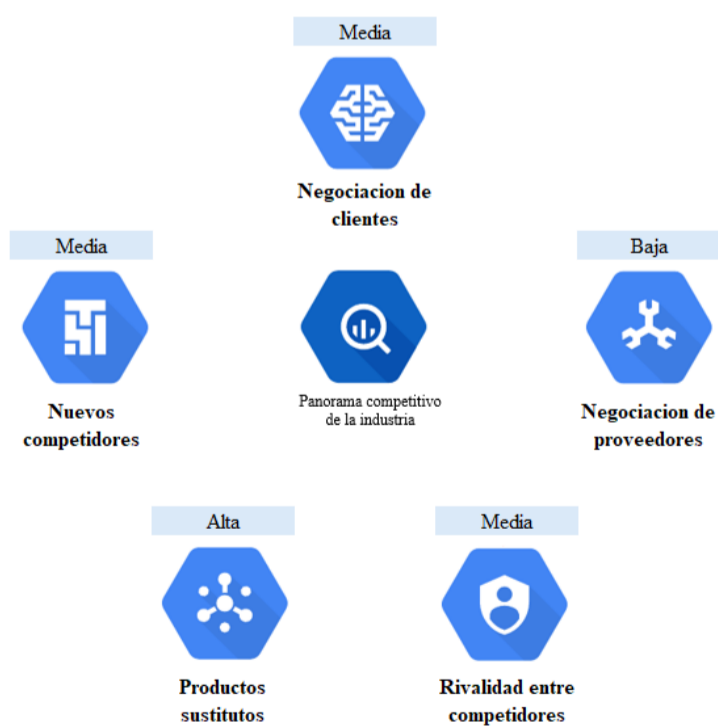 Media
Negociacion de
clientes
Media
Nuevos
competidores
Panorama competitivo
de la industria
Baja
Negociacion de
proveedores
Alta
Productos
sustitutos
Media
Rivalidad entre
competidores